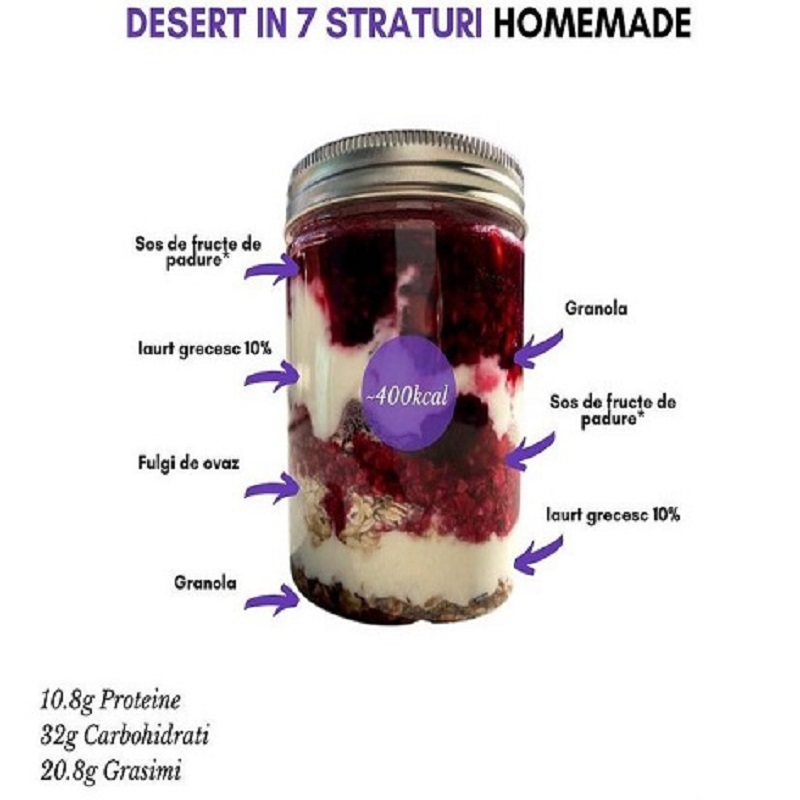 DESERT IN 7 STRATURI HOMEMADE
Sos de fructe de
padure*
Granola
Iaurt grecesc 10%
~400kcal
Sos de fructe de
padure*
Fulgi de ovaz
Iaurt grecesc 10%
Granola
10.8g Proteine
32g Carbohidrati
20.8g Grasimi